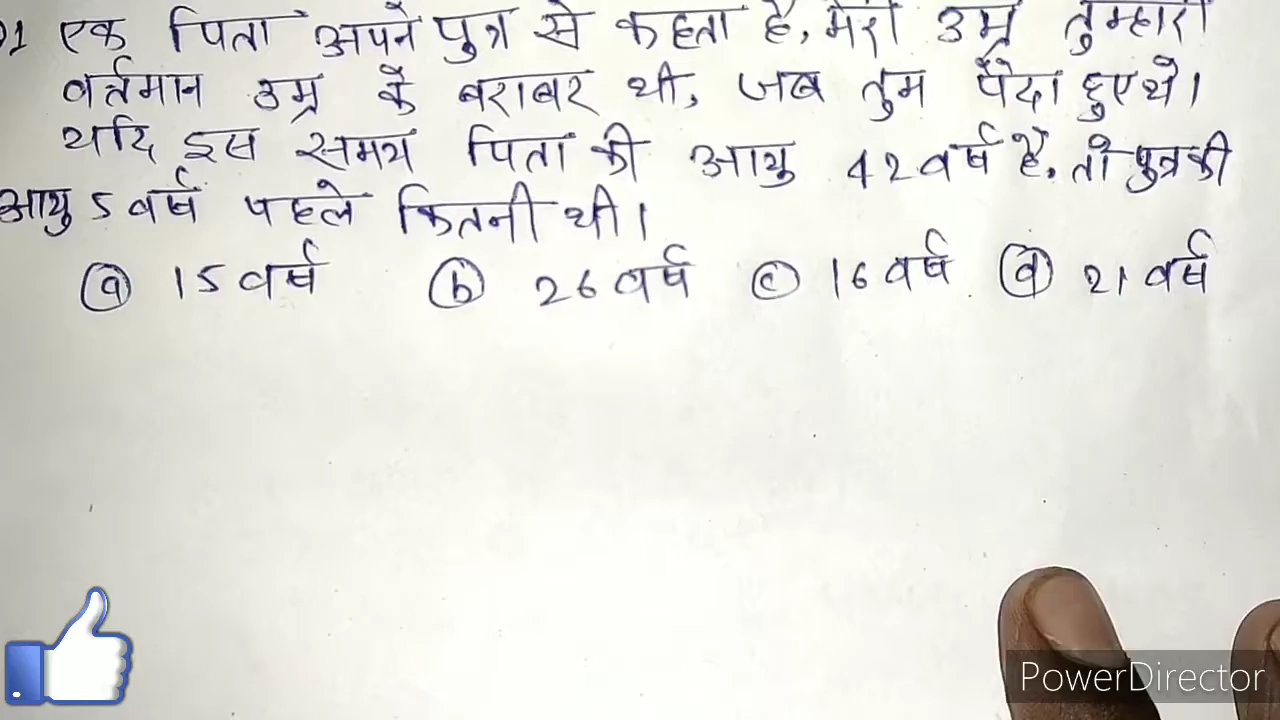 01 एक पिता अपने पुत्र से कहता है, मेरी उम्र तुम्हारी
वर्तमान उम्र के बराबर थी, जब तुम पैदा हुए थे।
यदि इस समय पिता की आयु 42 वर्ष है, तो पुत्र की
आयु 5 वर्ष पहले कितनी थी।
(a) 15 वर्ष (b) 26 वर्ष (c) 16 वर्ष (d) 21 वर्ष
PowerDirector